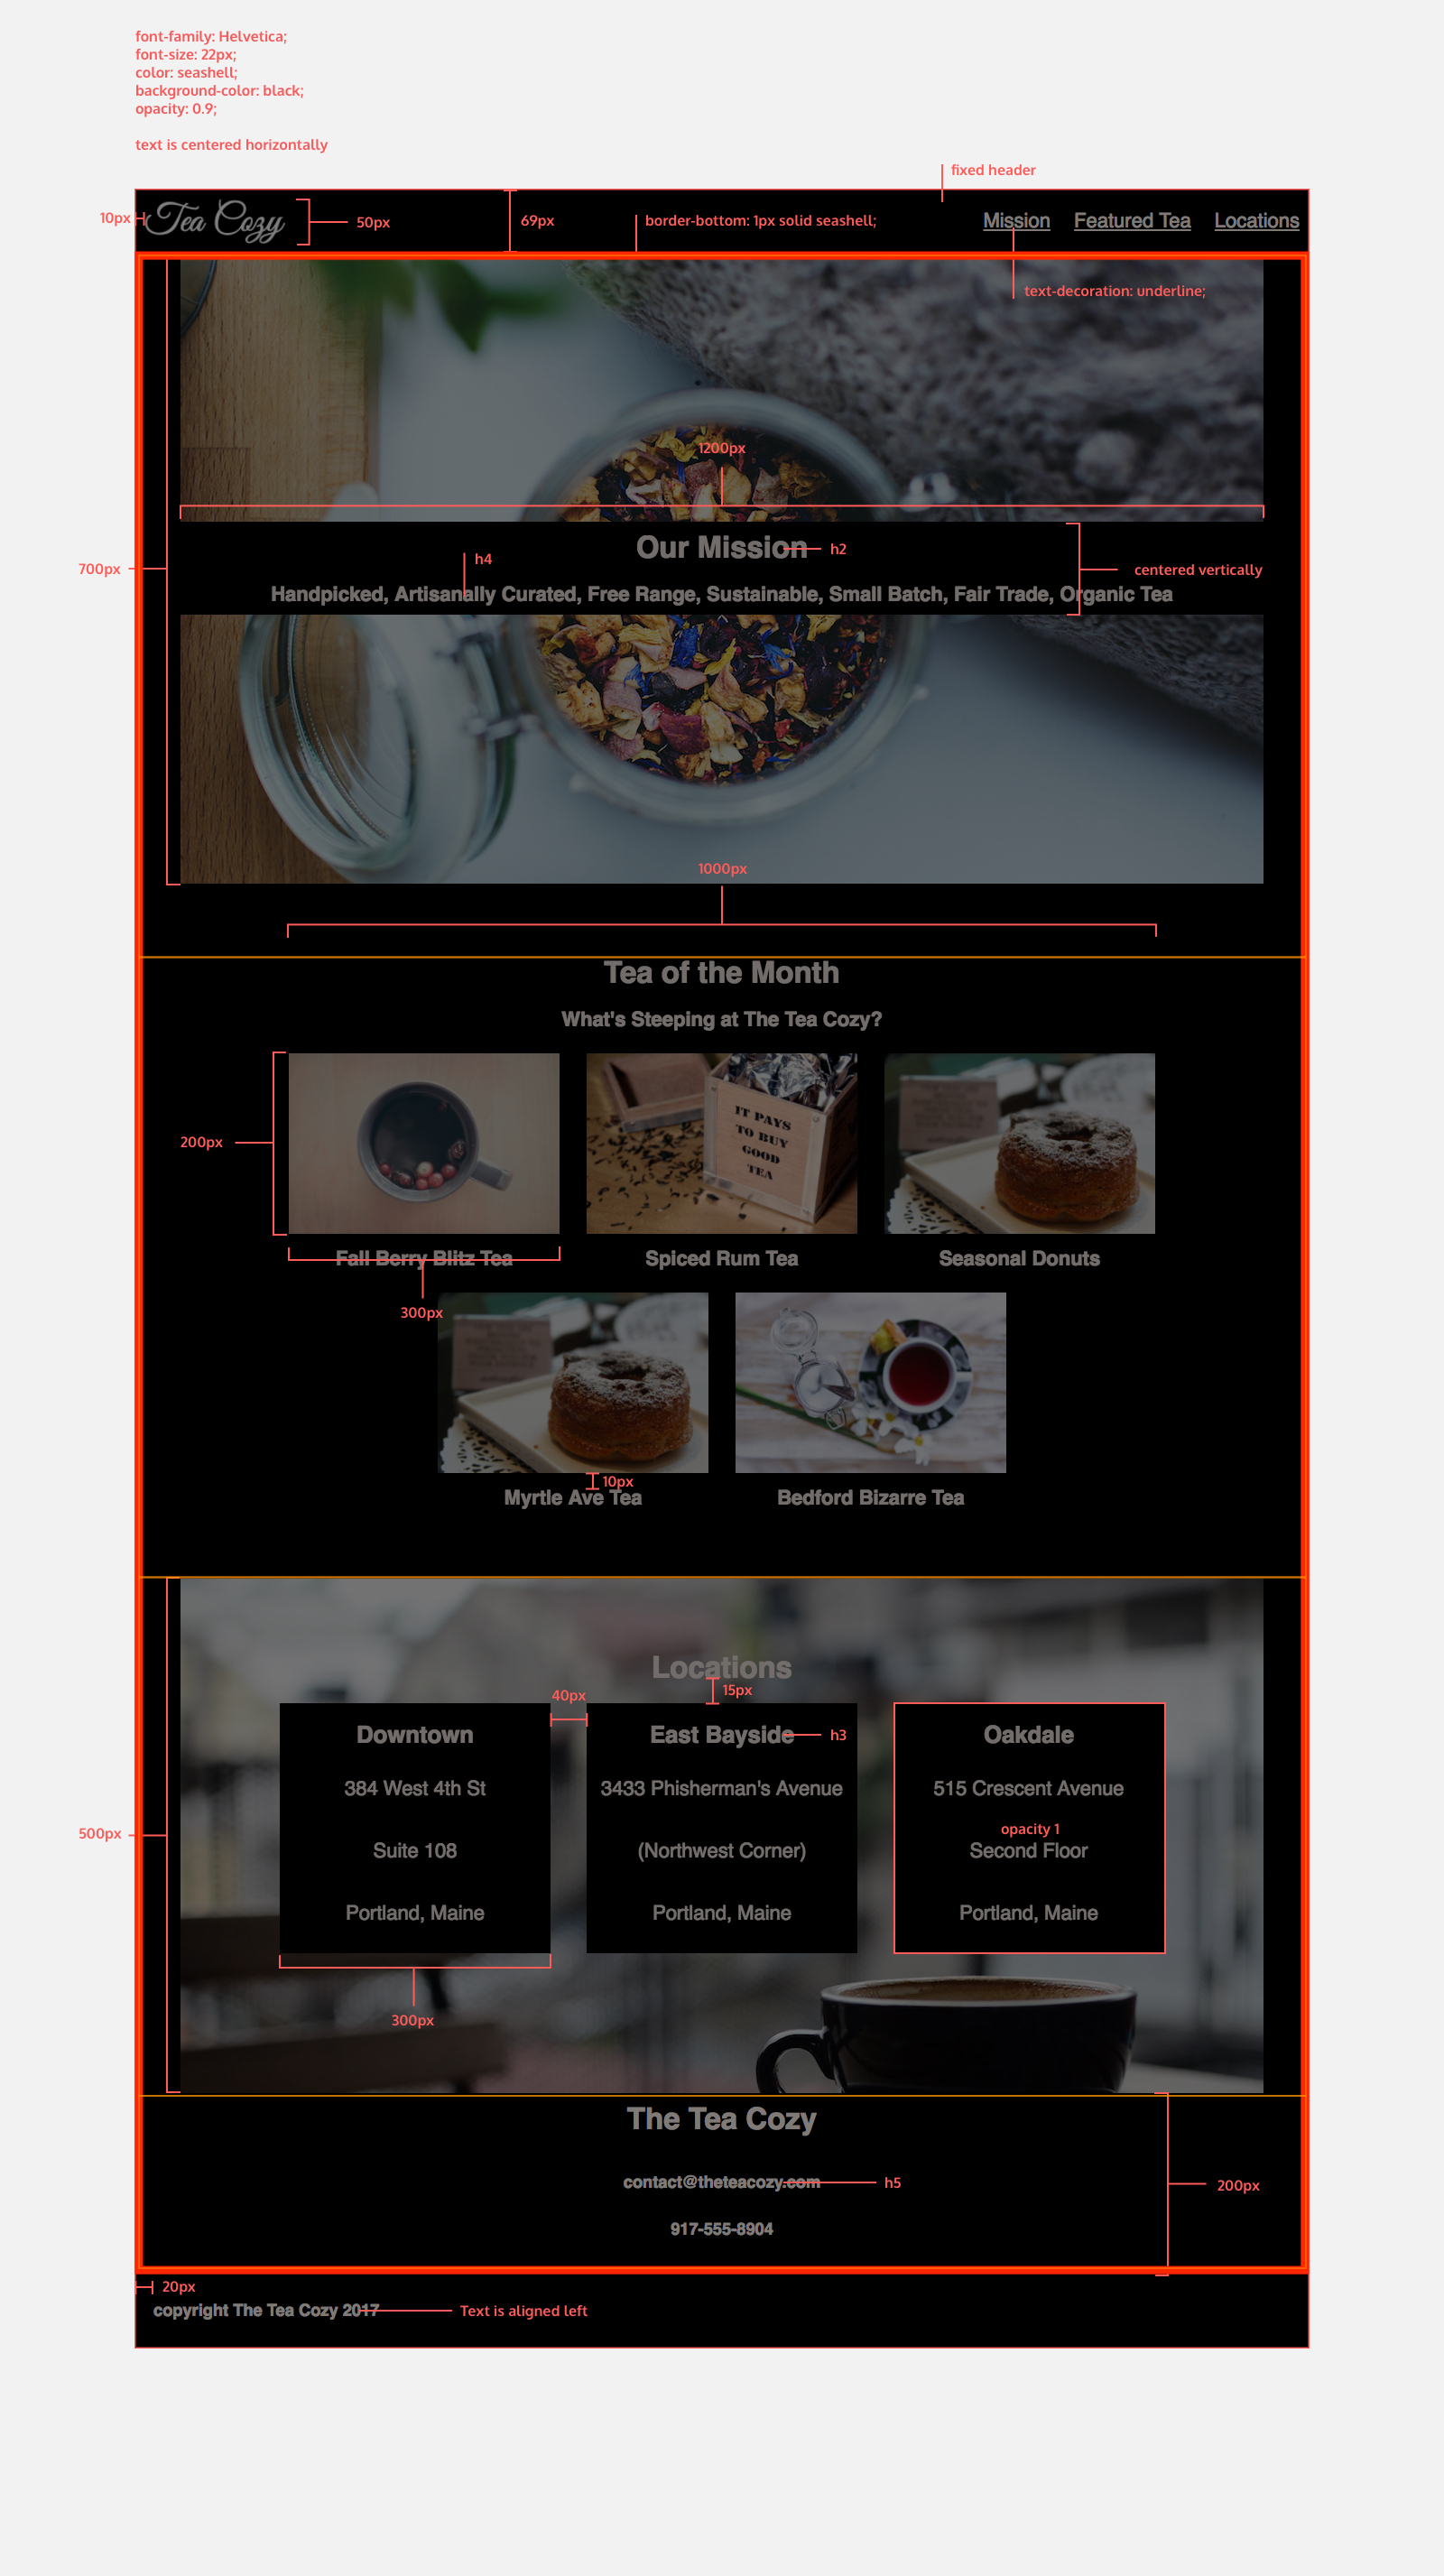 font-family: Helvetica;
font-size: 22px;
color: seashell;
background-color: black;
opacity: 0.9;
text is centered horizontally
fixed header
10px
Tea Cozy
50px
69px
border-bottom: 1px solid seashell;
Mission
Featured Tea
Locations
text-decoration: underline;
1200px
Our Mission
h2
h4
700px
centered vertically
Handpicked, Artisanally Curated, Free Range, Sustainable, Small Batch, Fair Trade, Organic Tea
1000px
Tea of the Month
What's Steeping at The Tea Cozy?
IT PAYS
TO BUY
GOOD
TEA
200px
Fall Berry Blitz Tea
Spiced Rum Tea
Seasonal Donuts
300px
10px
Myrtle Ave Tea
Bedford Bizarre Tea
Locations
15px
40px
Downtown
384 West 4th St
Suite 108
Portland, Maine
East Bayside
h3
3433 Phisherman's Avenue
(Northwest Corner)
Portland, Maine
Oakdale
515 Crescent Avenue
opacity 1
Second Floor
Portland, Maine
500px
300px
The Tea Cozy
contact@theteacozy.com
h5
200px
917-555-8904
20px
copyright The Tea Cozy 2017
Text is aligned left